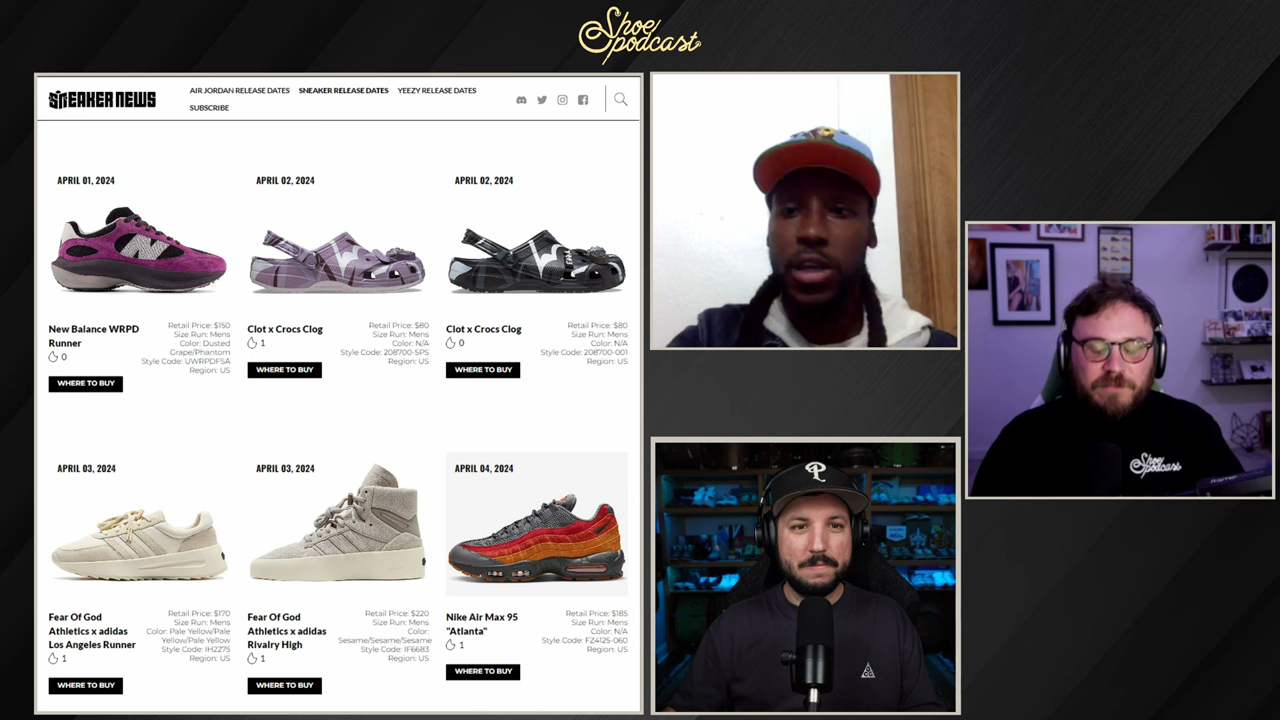 Shoe
podcast
SNEAKER NEWS
AIR JORDAN RELEASE DATES SNEAKER RELEASE DATES YEEZY RELEASE DATES
SUBSCRIBE
APRIL 01, 2024
New Balance WRPD
Runner
0
Retail Price: $150
Size Run: Mens
Color: Dusted
Grape/Phantom
Style Code: UWRPDFSA
Region: US
WHERE TO BUY
APRIL 02, 2024
Clot x Crocs Clog
1
Retail Price: $80
Size Run: Mens
Color: N/A
Style Code: 208700-5PS
Region: US
WHERE TO BUY
APRIL 02, 2024
Clot x Crocs Clog
0
Retail Price: $80
Size Run: Mens
Color: N/A
Style Code: 208700-001
Region: US
WHERE TO BUY
APRIL 03, 2024
Fear Of God
Athletics x adidas
Los Angeles Runner
1
Retail Price: $170
Size Run: Mens
Color: Pale Yellow/Pale
Yellow/Pale Yellow
Style Code: IH2275
Region: US
WHERE TO BUY
APRIL 03, 2024
Fear Of God
Athletics x adidas
Rivalry High
1
Retail Price: $220
Size Run: Mens
Color:
Sesame/Sesame/Sesame
Style Code: IF6683
Region: US
WHERE TO BUY
APRIL 04, 2024
Nike Air Max 95
"Atlanta"
1
Retail Price: $185
Size Run: Mens
Color: N/A
Style Code: FZ4125-060
Region: US
WHERE TO BUY
Shoe
podcast
P